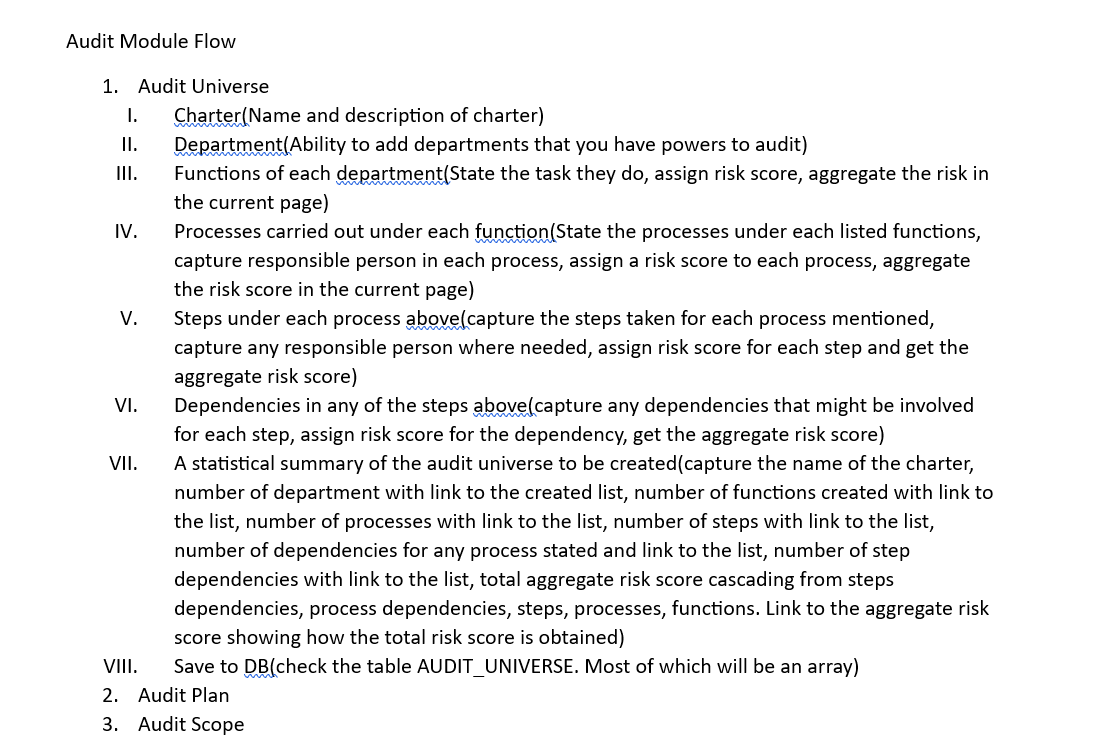 Audit Module Flow
1. Audit Universe
I. Charter(Name and description of charter)
II. Department(Ability to add departments that you have powers to audit)
III. Functions of each department(State the task they do, assign risk score, aggregate the risk in
the current page)
IV. Processes carried out under each function(State the processes under each listed functions,
capture responsible person in each process, assign a risk score to each process, aggregate
the risk score in the current page)
V. Steps under each process above(capture the steps taken for each process mentioned,
capture any responsible person where needed, assign risk score for each step and get the
aggregate risk score)
VI. Dependencies in any of the steps above(capture any dependencies that might be involved
for each step, assign risk score for the dependency, get the aggregate risk score)
VII. A statistical summary of the audit universe to be created(capture the name of the charter,
number of department with link to the created list, number of functions created with link to
the list, number of processes with link to the list, number of steps with link to the list,
number of dependencies for any process stated and link to the list, number of step
dependencies with link to the list, total aggregate risk score cascading from steps
dependencies, process dependencies, steps, processes, functions. Link to the aggregate risk
score showing how the total risk score is obtained)
VIII. Save to DB(check the table AUDIT_UNIVERSE. Most of which will be an array)
2. Audit Plan
3. Audit Scope